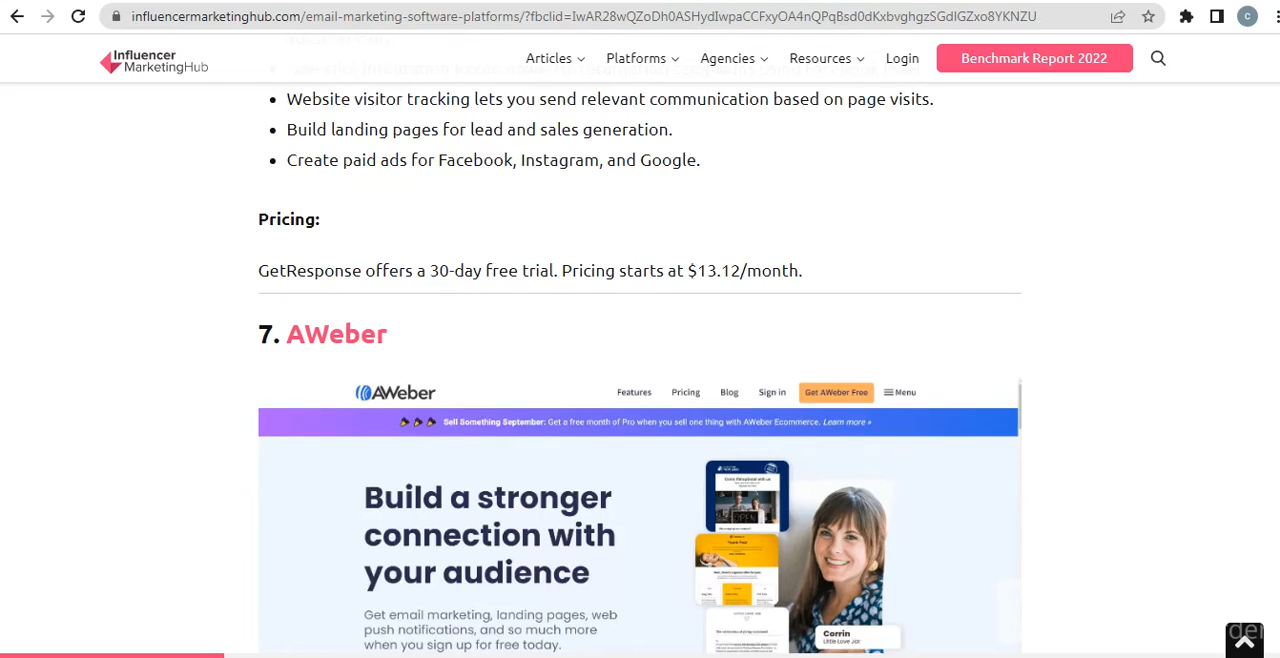 influencermarketinghub.com/email-marketing-software-platforms/?fbclid=IwAR28wQZoDh0ASHydIwpaCCFxyOA4nQPqBsd0dKxbvghgzSGdIGZxo8YKNZU
c
Influencer
MarketingHub
Articles Platforms Agencies Resources Login Benchmark Report 2022
• Website visitor tracking lets you send relevant communication based on page visits.
• Build landing pages for lead and sales generation.
• Create paid ads for Facebook, Instagram, and Google.
Pricing:
GetResponse offers a 30-day free trial. Pricing starts at $13.12/month.
7. AWeber
AWeber Features Pricing Blog Sign in Get AWeber Free Menu
Sell Something September: Get a free month of Pro when you sell one thing with AWeber Ecommerce. Learn more »
Build a stronger
connection with
your audience
Get email marketing, landing pages, web
push notifications, and so much more
when you sign up for free today.
OPEN
Corrin
Little Love Jar